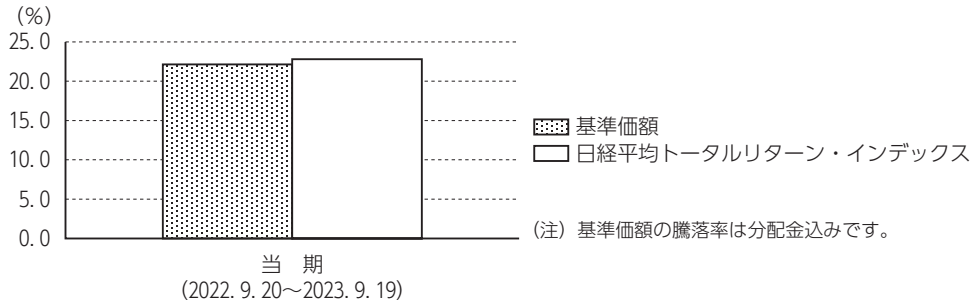 (%)
25.0
20.0
15.0
10.0
5.0
0.0
基準価額
日経平均トータルリターン・インデックス
(注) 基準価額の騰落率は分配金込みです。
当 期
(2022.9.20～2023.9.19)